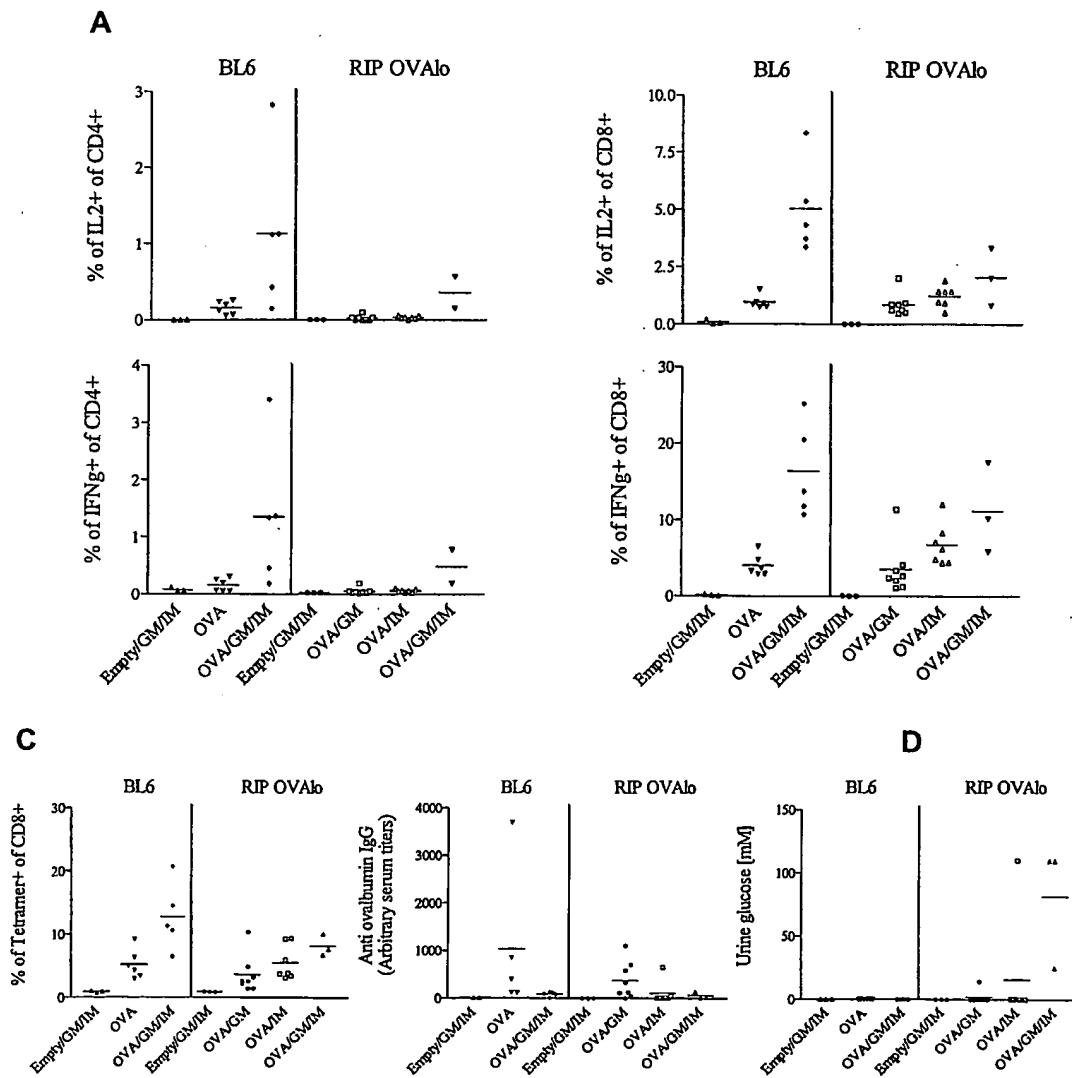 A
BL6 RIP OVAlo
% of IL2+ of CD4+
3
2
1
0
BL6 RIP OVAlo
% of IL2+ of CD8+
10.0
7.5
5.0
2.5
0.0
% of IFNg+ of CD4+
4
3
2
1
0
Empty/GM/IM
OVA
OVA/GM/IM
Empty/GM/IM
OVA/GM
OVA/IM
OVA/GM/IM
% of IFNg+ of CD8+
30
20
10
0
Empty/GM/IM
OVA
OVA/GM/IM
Empty/GM/IM
OVA/GM
OVA/IM
OVA/GM/IM
C
BL6 RIP OVAlo
% of Tetramer+ of CD8+
30
20
10
0
Empty/GM/IM
OVA
OVA/GM/IM
Empty/GM/IM
OVA/GM
OVA/IM
OVA/GM/IM
BL6 RIP OVAlo
Anti ovalbumin IgG
(Arbitrary serum titers)
4000
3000
2000
1000
0
Empty/GM/IM
OVA
OVA/GM/IM
Empty/GM/IM
OVA/GM
OVA/IM
OVA/GM/IM
D
BL6 RIP OVAlo
Urine glucose [mM]
150
100
50
0
Empty/GM/IM
OVA
OVA/GM/IM
Empty/GM/IM
OVA/GM
OVA/IM
OVA/GM/IM